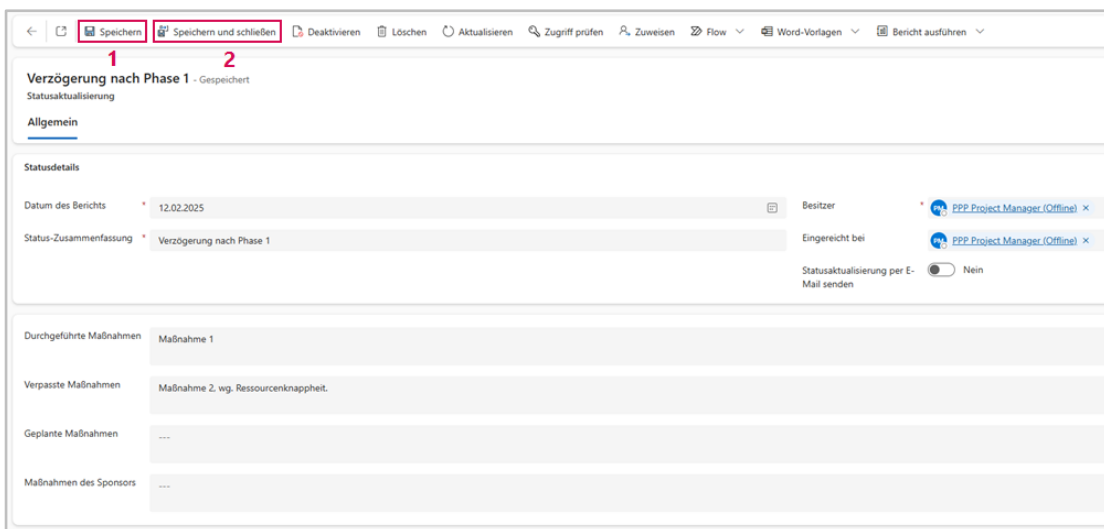 Speichern Speichern und schließen Deaktivieren Löschen Aktualisieren Zugriff prüfen Zuweisen Flow Word-Vorlagen Bericht ausführen
1 2
Verzögerung nach Phase 1 - Gespeichert
Statusaktualisierung
Allgemein
Statusdetails
Datum des Berichts * 12.02.2025
Besitzer * PM PPP Project Manager (Offline) ×
Status-Zusammenfassung * Verzögerung nach Phase 1
Eingereicht bei PM PPP Project Manager (Offline) ×
Statusaktualisierung per E-
Mail senden
Nein
Durchgeführte Maßnahmen Maßnahme 1
Verpasste Maßnahmen Maßnahme 2, wg. Ressourcenknappheit.
Geplante Maßnahmen ---
Maßnahmen des Sponsors ---